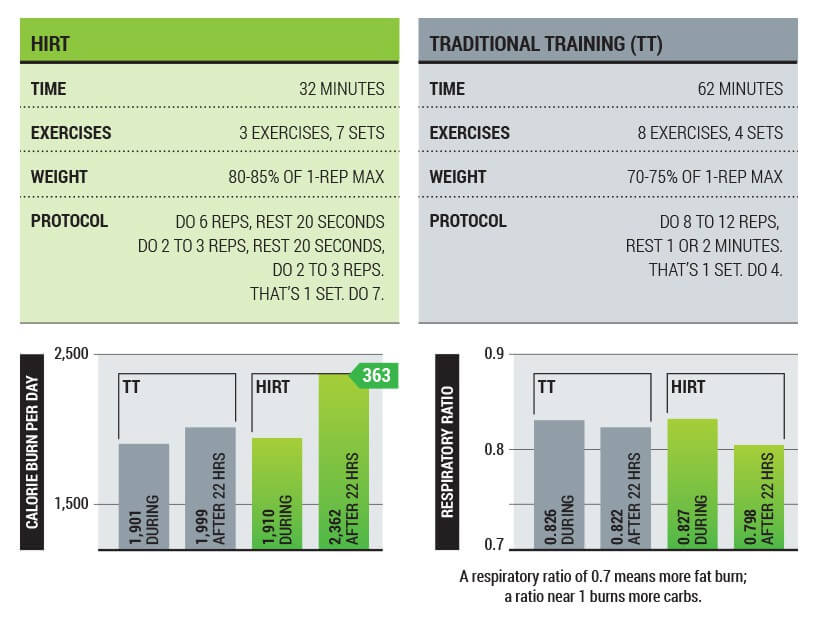 HIRT
TIME 32 MINUTES
EXERCISES 3 EXERCISES, 7 SETS
WEIGHT 80-85% OF 1-REP MAX
PROTOCOL DO 6 REPS, REST 20 SECONDS
DO 2 TO 3 REPS, REST 20 SECONDS,
DO 2 TO 3 REPS.
THAT'S 1 SET. DO 7.
TRADITIONAL TRAINING (TT)
TIME 62 MINUTES
EXERCISES 8 EXERCISES, 4 SETS
WEIGHT 70-75% OF 1-REP MAX
PROTOCOL DO 8 TO 12 REPS,
REST 1 OR 2 MINUTES.
THAT'S 1 SET. DO 4.
CALORIE BURN PER DAY
2,500
1,500
TT
1,901
DURING
1,999
AFTER 22 HRS
HIRT
1,910
DURING
2,362
AFTER 22 HRS
363
RESPIRATORY RATIO
0.9
0.8
0.7
TT
0.826
DURING
0.822
AFTER 22 HRS
HIRT
0.827
DURING
0.798
AFTER 22 HRS
A respiratory ratio of 0.7 means more fat burn;
a ratio near 1 burns more carbs.